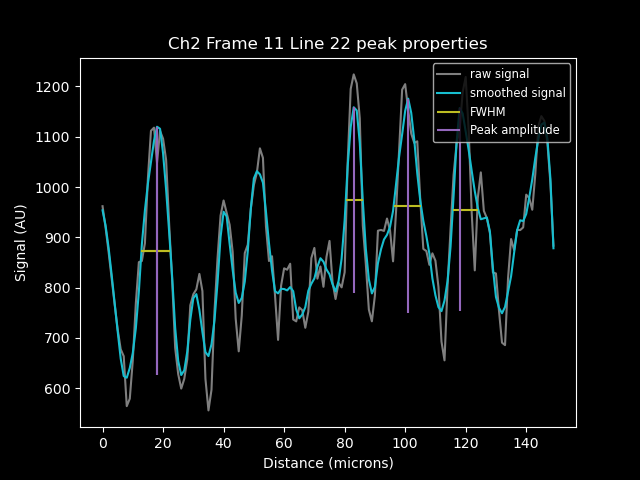 Ch2 Frame 11 Line 22 peak properties
raw signal
smoothed signal
FWHM
Peak amplitude
1200
1100
1000
900
800
700
600
Signal (AU)
0
20
40
60
80
100
120
140
Distance (microns)